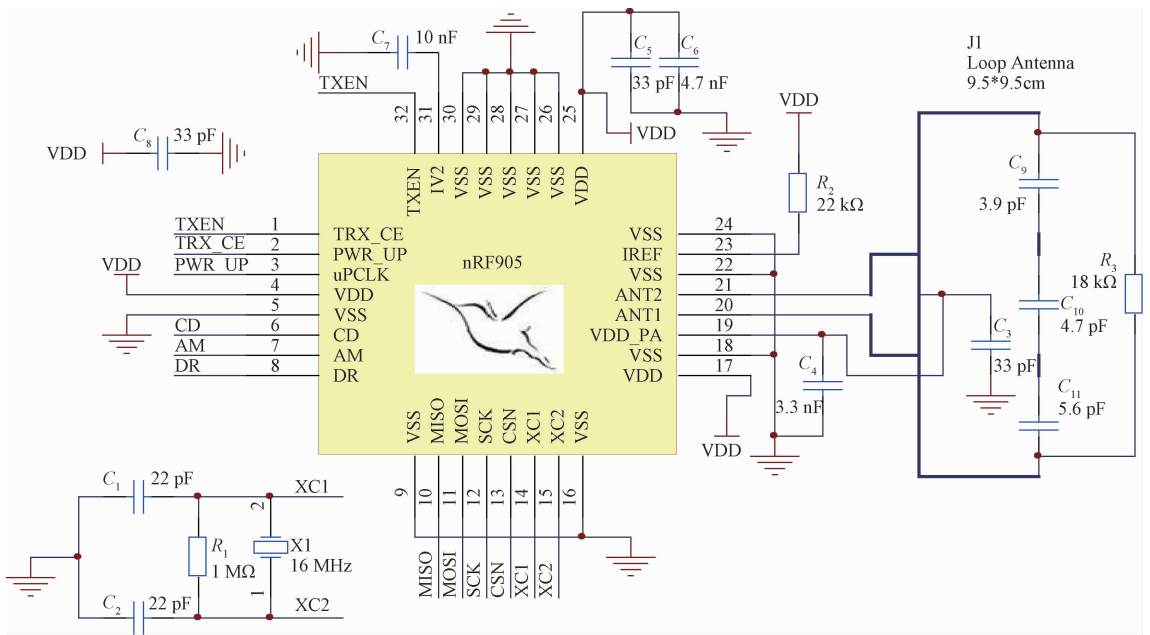 C7 10 nF
TXEN
C5
33 pF
C6
4.7 nF
J1
Loop Antenna
9.5*9.5cm
VDD
VDD
C8 33 pF
VDD
32
31
30
29
28
27
26
25
TXEN
IV2
VSS
VSS
VSS
VSS
VSS
VDD
R2
22 kΩ
C9
3.9 pF
TXEN 1 TRX_CE
TRX_CE 2 PWR_UP
PWR_UP 3 uPCLK
VDD
4 VDD
5 VSS
CD 6 CD
AM 7 AM
DR 8 DR
nRF905
VSS 24
IREF 23
VSS 22
ANT2 21
ANT1 20
VDD_PA 19
VSS 18
VDD 17
R3
18 kΩ
C10
4.7 pF
C3
33 pF
C4
3.3 nF
C11
5.6 pF
VDD
VSS
MISO
MOSI
SCK
CSN
XC1
XC2
VSS
9
10
11
12
13
14
15
16
MISO
MOSI
SCK
CSN
XC1
XC2
C1 22 pF
XC1
2
R1
1 MΩ
X1
16 MHz
1
C2 22 pF
XC2